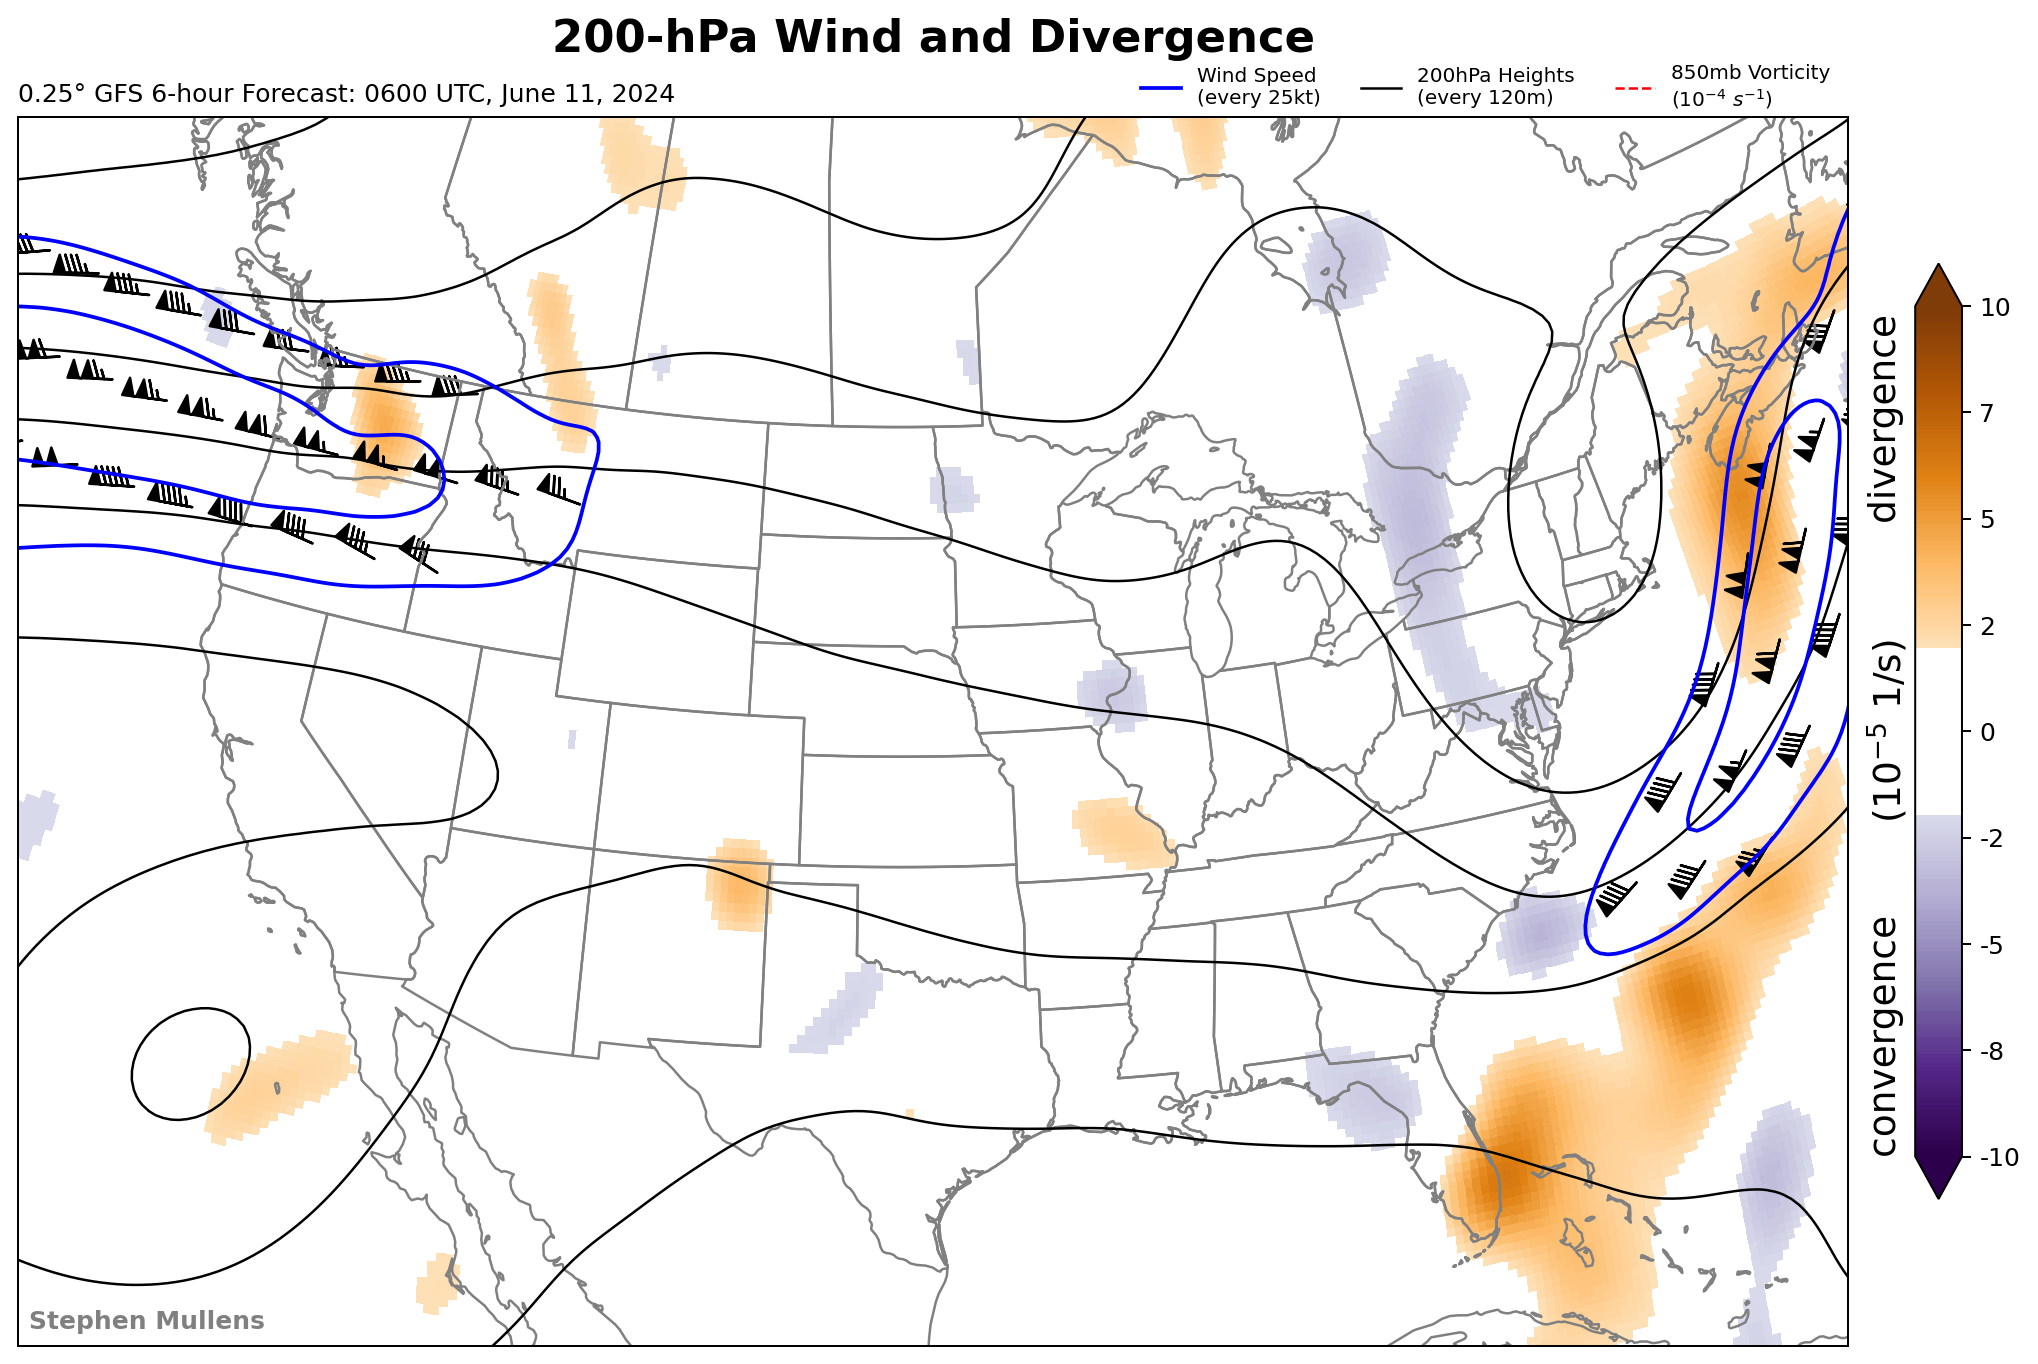 200-hPa Wind and Divergence
0.25° GFS 6-hour Forecast: 0600 UTC, June 11, 2024
Wind Speed
(every 25kt)
200hPa Heights
(every 120m)
850mb Vorticity
(10⁻⁴ s⁻¹)
10
7
5
2
0
-2
-5
-8
-10
convergence (10⁻⁵ 1/s) divergence
Stephen Mullens